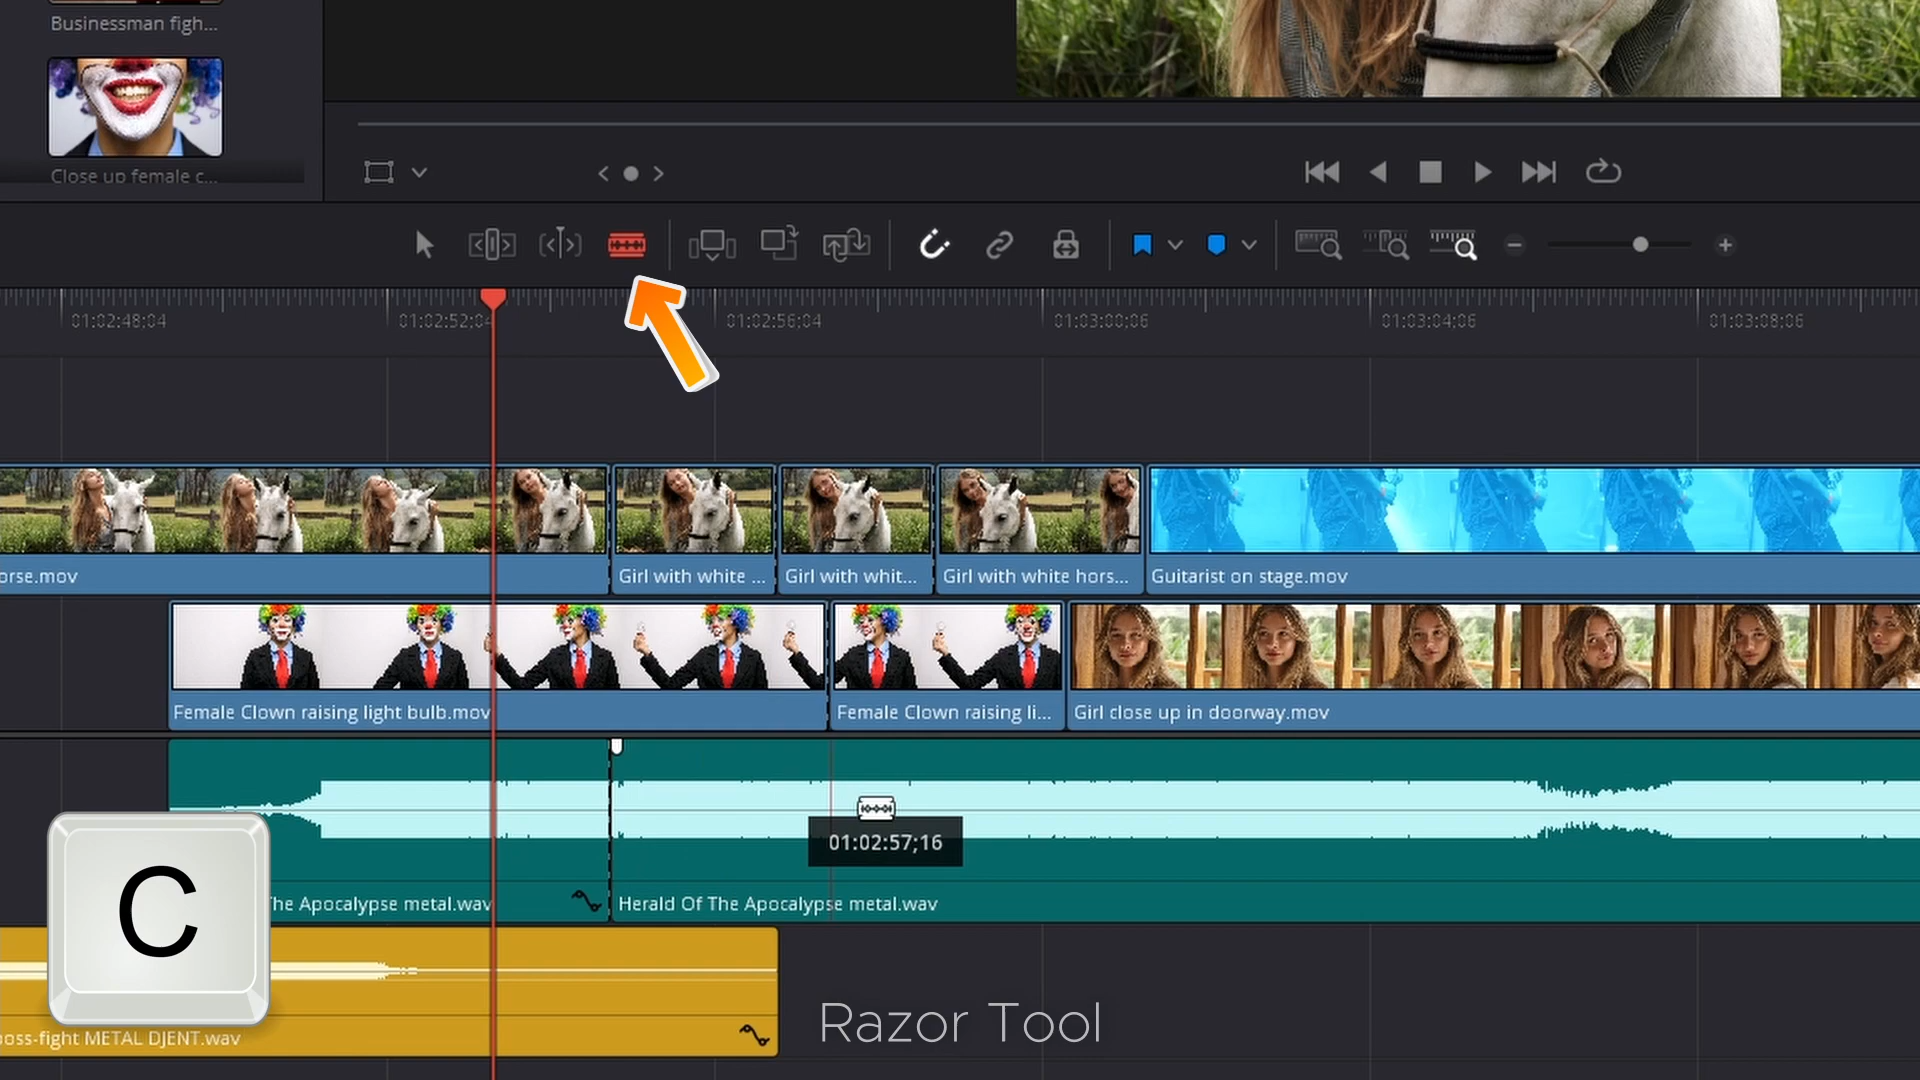 Businessman figh...
Close up female c...
01:02:48;04
01:02:52;04
01:02:56;04
01:03:00;06
01:03:04;06
01:03:08;06
orse.mov
Girl with white ...
Girl with whit...
Girl with white hors...
Guitarist on stage.mov
Female Clown raising light bulb.mov
Female Clown raising li...
Girl close up in doorway.mov
01:02:57;16
The Apocalypse metal.wav
Herald Of The Apocalypse metal.wav
C
oss-fight METAL DJENT.wav
Razor Tool